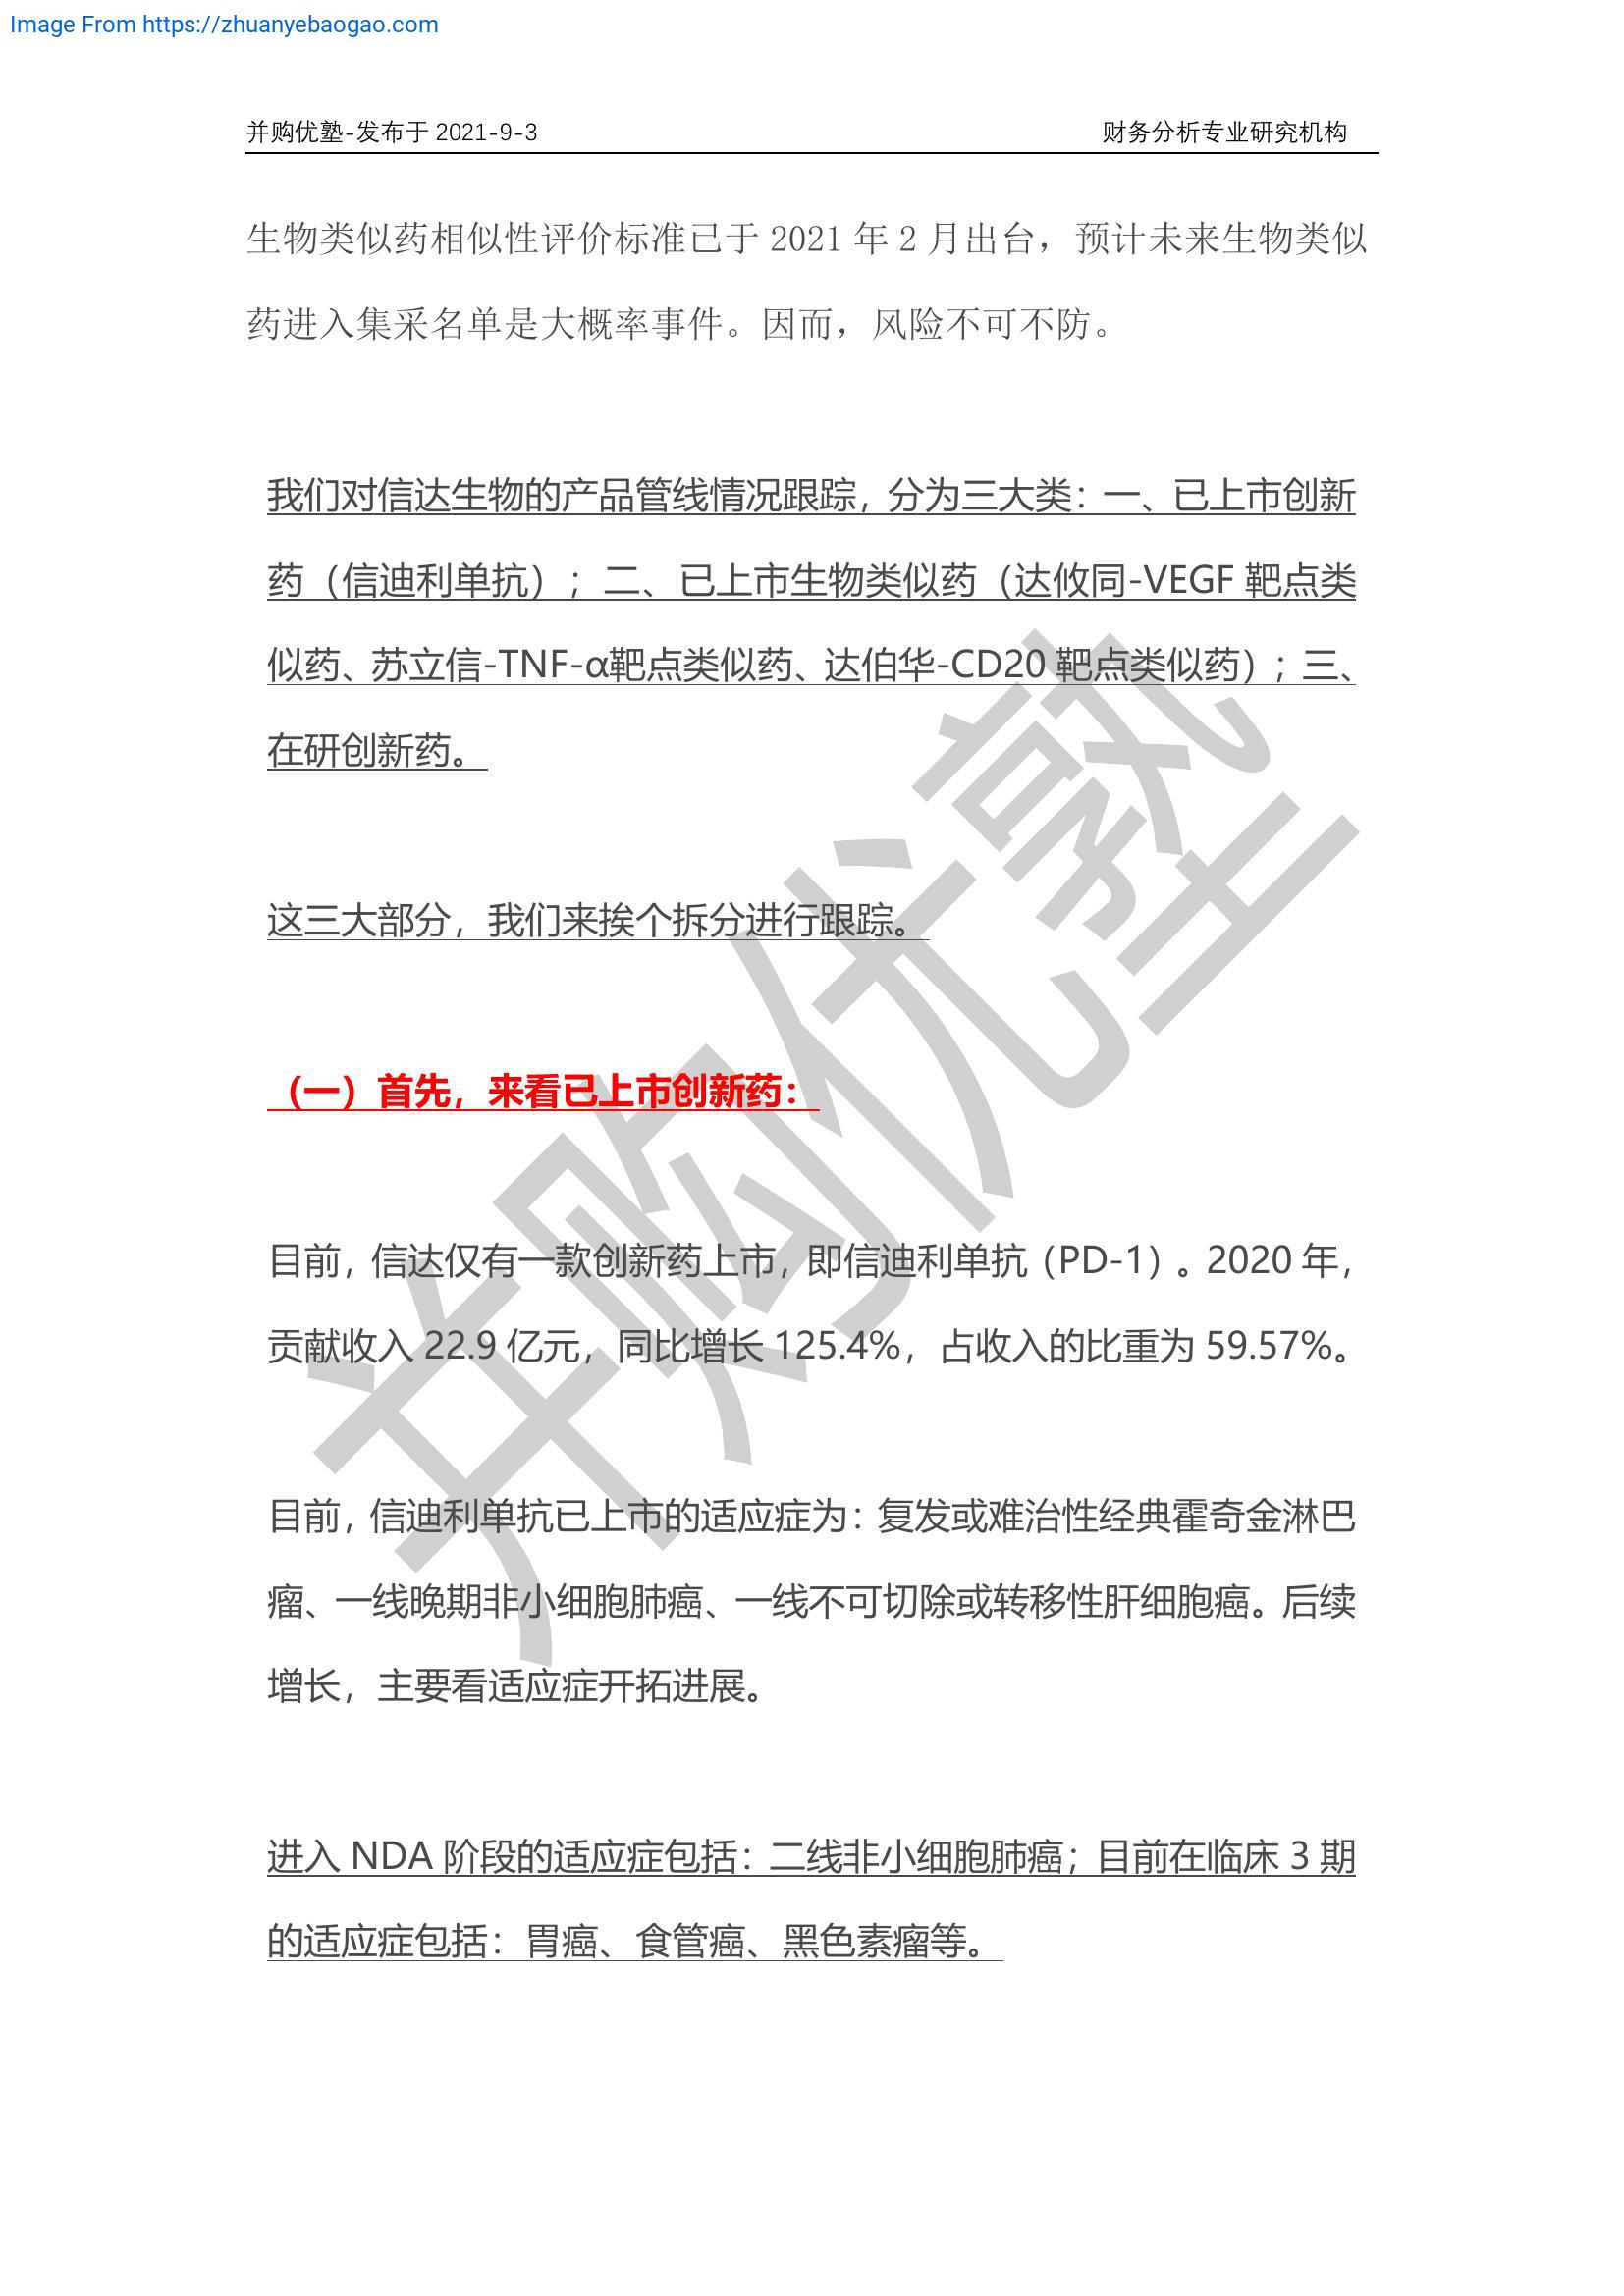 Image From https://zhuanyebaogao.com
并购优塾-发布于 2021-9-3 财务分析专业研究机构
生物类似药相似性评价标准已于 2021 年 2 月出台，预计未来生物类似
药进入集采名单是大概率事件。因而，风险不可不防。
我们对信达生物的产品管线情况跟踪，分为三大类：一、已上市创新
药（信迪利单抗）；二、已上市生物类似药（达攸同-VEGF 靶点类
似药、苏立信-TNF-α靶点类似药、达伯华-CD20 靶点类似药）；三、
在研创新药。
这三大部分，我们来挨个拆分进行跟踪。
（一）首先，来看已上市创新药：
目前，信达仅有一款创新药上市，即信迪利单抗（PD-1）。2020 年，
贡献收入 22.9 亿元，同比增长 125.4%，占收入的比重为 59.57%。
目前，信迪利单抗已上市的适应症为：复发或难治性经典霍奇金淋巴
瘤、一线晚期非小细胞肺癌、一线不可切除或转移性肝细胞癌。后续
增长，主要看适应症开拓进展。
进入 NDA 阶段的适应症包括：二线非小细胞肺癌；目前在临床 3 期
的适应症包括：胃癌、食管癌、黑色素瘤等。
并购优塾